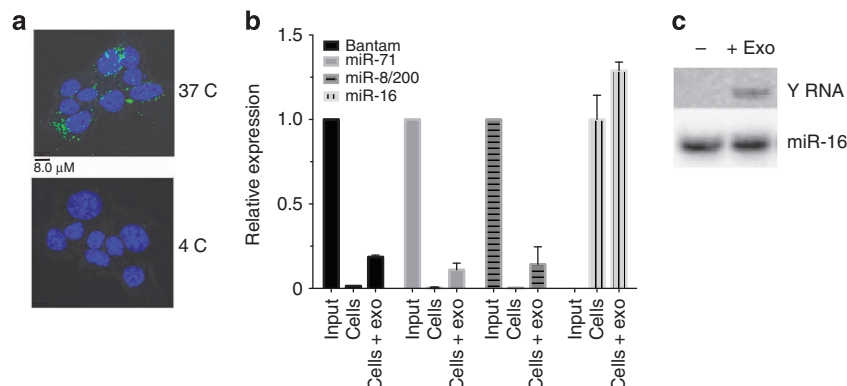 a
37 C
8.0 μM
4 C
b
Relative expression
1.5
1.0
0.5
0
Bantam
miR-71
miR-8/200
miR-16
Input
Cells
Cells + exo
Input
Cells
Cells + exo
Input
Cells
Cells + exo
Input
Cells
Cells + exo
c
– + Exo
Y RNA
miR-16